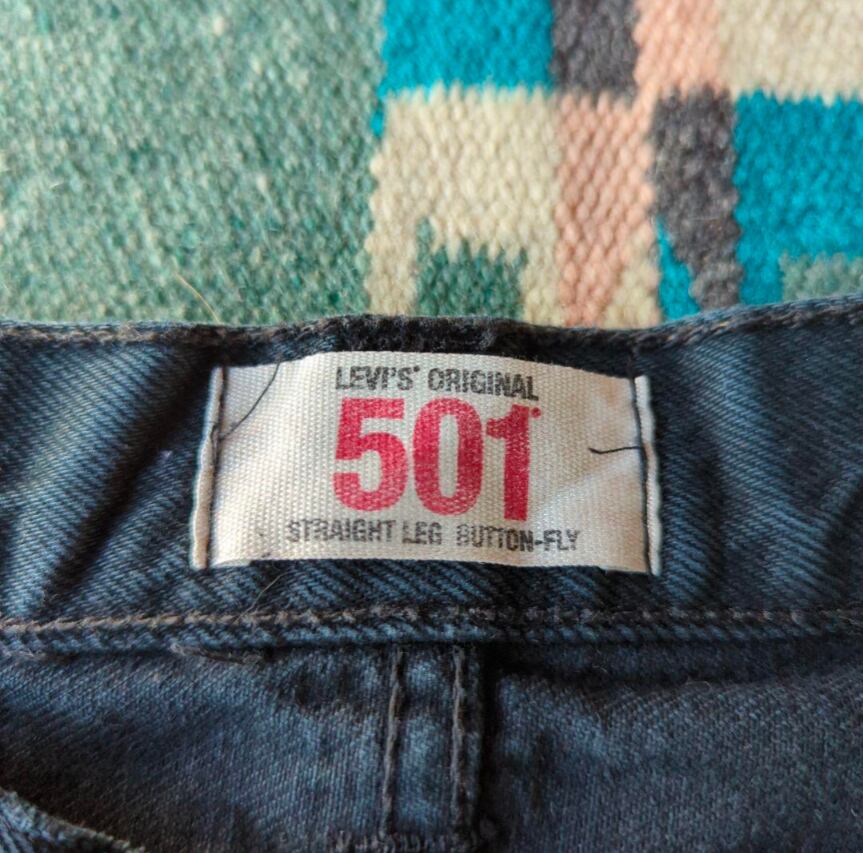 LEVI'S® ORIGINAL
501®
STRAIGHT LEG BUTTON-FLY